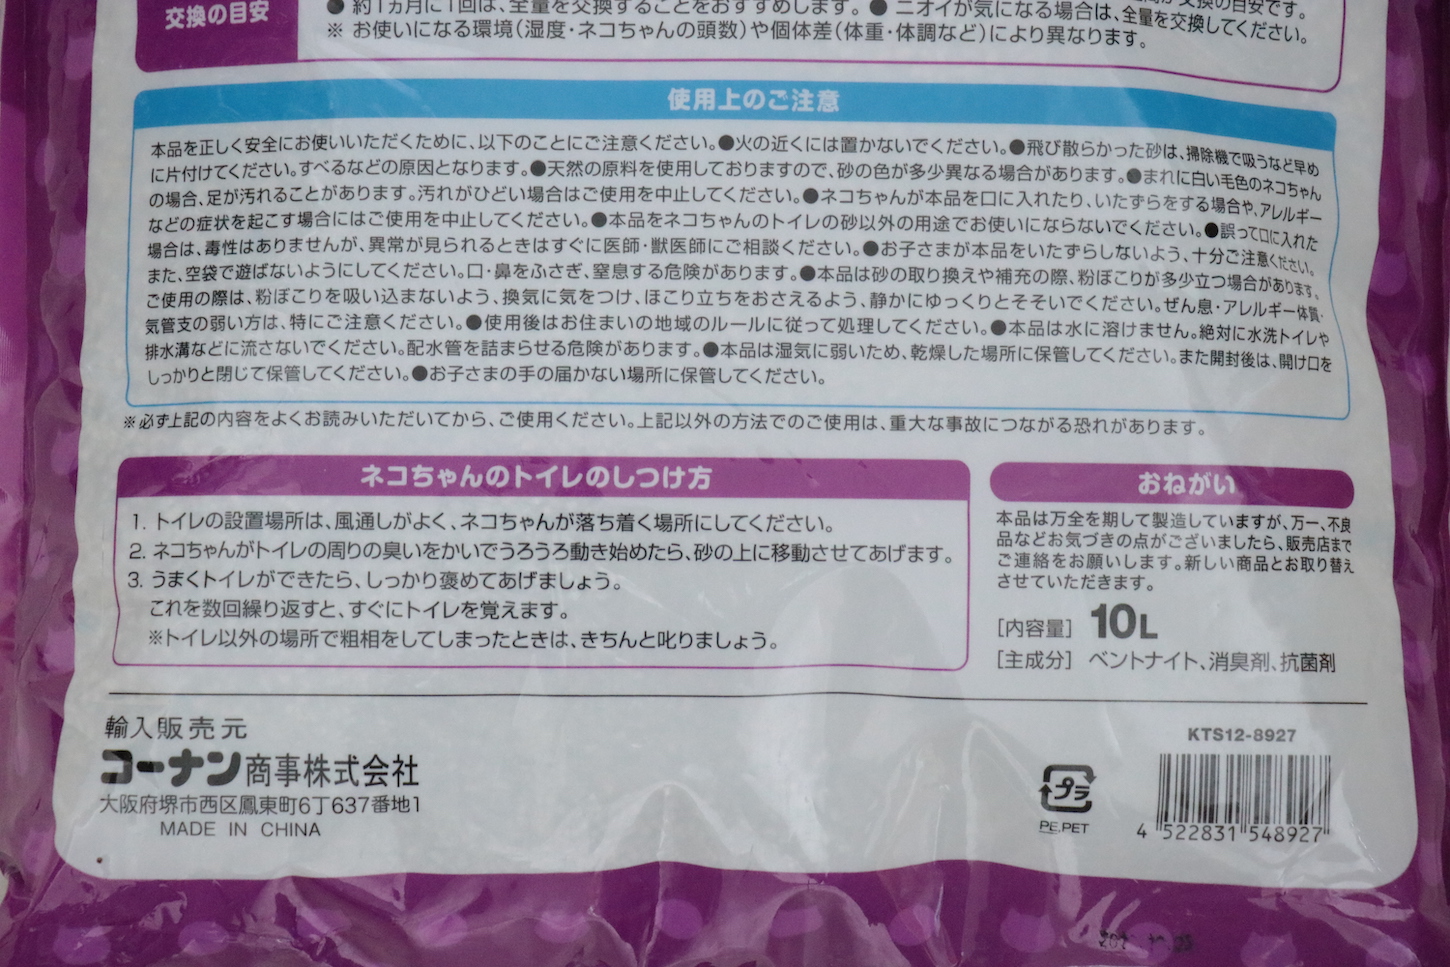 交換の目安
● 約1カ月に1回は、全量を交換することをおすすめします。● ニオイが気になる場合は、全量を交換してください。
※ お使いになる環境(湿度・ネコちゃんの頭数)や個体差(体重・体調など)により異なります。
使用上のご注意
本品を正しく安全にお使いいただくために、以下のことにご注意ください。●火の近くには置かないでください。●飛び散らかった砂は、掃除機で吸うなど早め
に片付けてください。すべるなどの原因となります。●天然の原料を使用しておりますので、砂の色が多少異なる場合があります。●まれに白い毛色のネコちゃん
の場合、足が汚れることがあります。汚れがひどい場合はご使用を中止してください。●ネコちゃんが本品を口に入れたり、いたずらをする場合や、アレルギー
などの症状を起こす場合にはご使用を中止してください。●本品をネコちゃんのトイレの砂以外の用途でお使いにならないでください。●誤って口に入れた
場合は、毒性はありませんが、異常が見られるときはすぐに医師・獣医師にご相談ください。●お子さまが本品をいたずらしないよう、十分ご注意ください。
また、空袋で遊ばないようにしてください。口・鼻をふさぎ、窒息する危険があります。●本品は砂の取り換えや補充の際、粉ぼこりが多少立つ場合があります。
ご使用の際は、粉ぼこりを吸い込まないよう、換気に気をつけ、ほこり立ちをおさえるよう、静かにゆっくりとそそいでください。ぜん息・アレルギー体質・
気管支の弱い方は、特にご注意ください。●使用後はお住まいの地域のルールに従って処理してください。●本品は水に溶けません。絶対に水洗トイレや
排水溝などに流さないでください。配水管を詰まらせる危険があります。●本品は湿気に弱いため、乾燥した場所に保管してください。また開封後は、開け口を
しっかりと閉じて保管してください。●お子さまの手の届かない場所に保管してください。
※必ず上記の内容をよくお読みいただいてから、ご使用ください。上記以外の方法でのご使用は、重大な事故につながる恐れがあります。
ネコちゃんのトイレのしつけ方
1. トイレの設置場所は、風通しがよく、ネコちゃんが落ち着く場所にしてください。
2. ネコちゃんがトイレの周りの臭いをかいでうろうろ動き始めたら、砂の上に移動させてあげます。
3. うまくトイレができたら、しっかり褒めてあげましょう。
これを数回繰り返すと、すぐにトイレを覚えます。
※トイレ以外の場所で粗相をしてしまったときは、きちんと叱りましょう。
おねがい
本品は万全を期して製造していますが、万一、不良
品などお気づきの点がございましたら、販売店まで
ご連絡をお願いします。新しい商品とお取り替え
させていただきます。
[内容量] 10L
[主成分] ベントナイト、消臭剤、抗菌剤
輸入販売元
コーナン商事株式会社
大阪府堺市西区鳳東町6丁637番地1
MADE IN CHINA
プラ
PE,PET
KTS12-8927
4 522831 548927